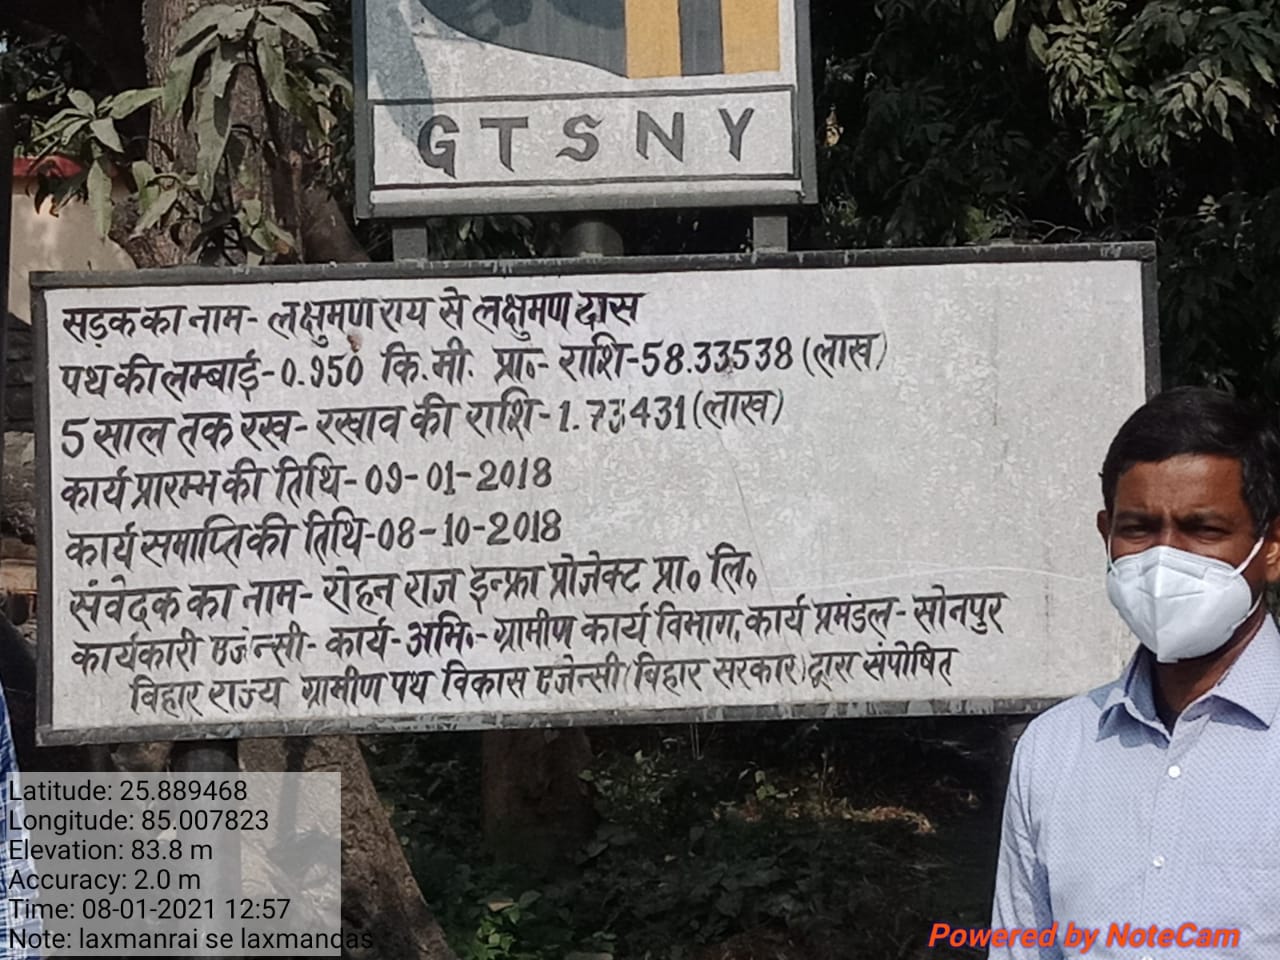 GTSNY
सड़क का नाम - लक्षुमण राय से लक्षुमण दास
पथ की लम्बाई - 0.950 कि.मी. प्रा०- राशि - 58.33538 (लाख)
5 साल तक रख - रखाव की राशि - 1.73431 (लाख)
कार्य प्रारम्भ की तिथि - 09-01-2018
कार्य समाप्ति की तिथि - 08-10-2018
संवेदक का नाम - रोहन राज इन्फ्रा प्रोजेक्ट प्रा० लि०
कार्यकारी एजेन्सी - कार्य - अभि०- ग्रामीण कार्य विभाग, कार्य प्रमंडल - सोनपुर
बिहार राज्य ग्रामीण पथ विकास एजेन्सी (बिहार सरकार) द्वारा संपोषित
Latitude: 25.889468
Longitude: 85.007823
Elevation: 83.8 m
Accuracy: 2.0 m
Time: 08-01-2021 12:57
Note: laxmanrai se laxmandas
Powered by NoteCam